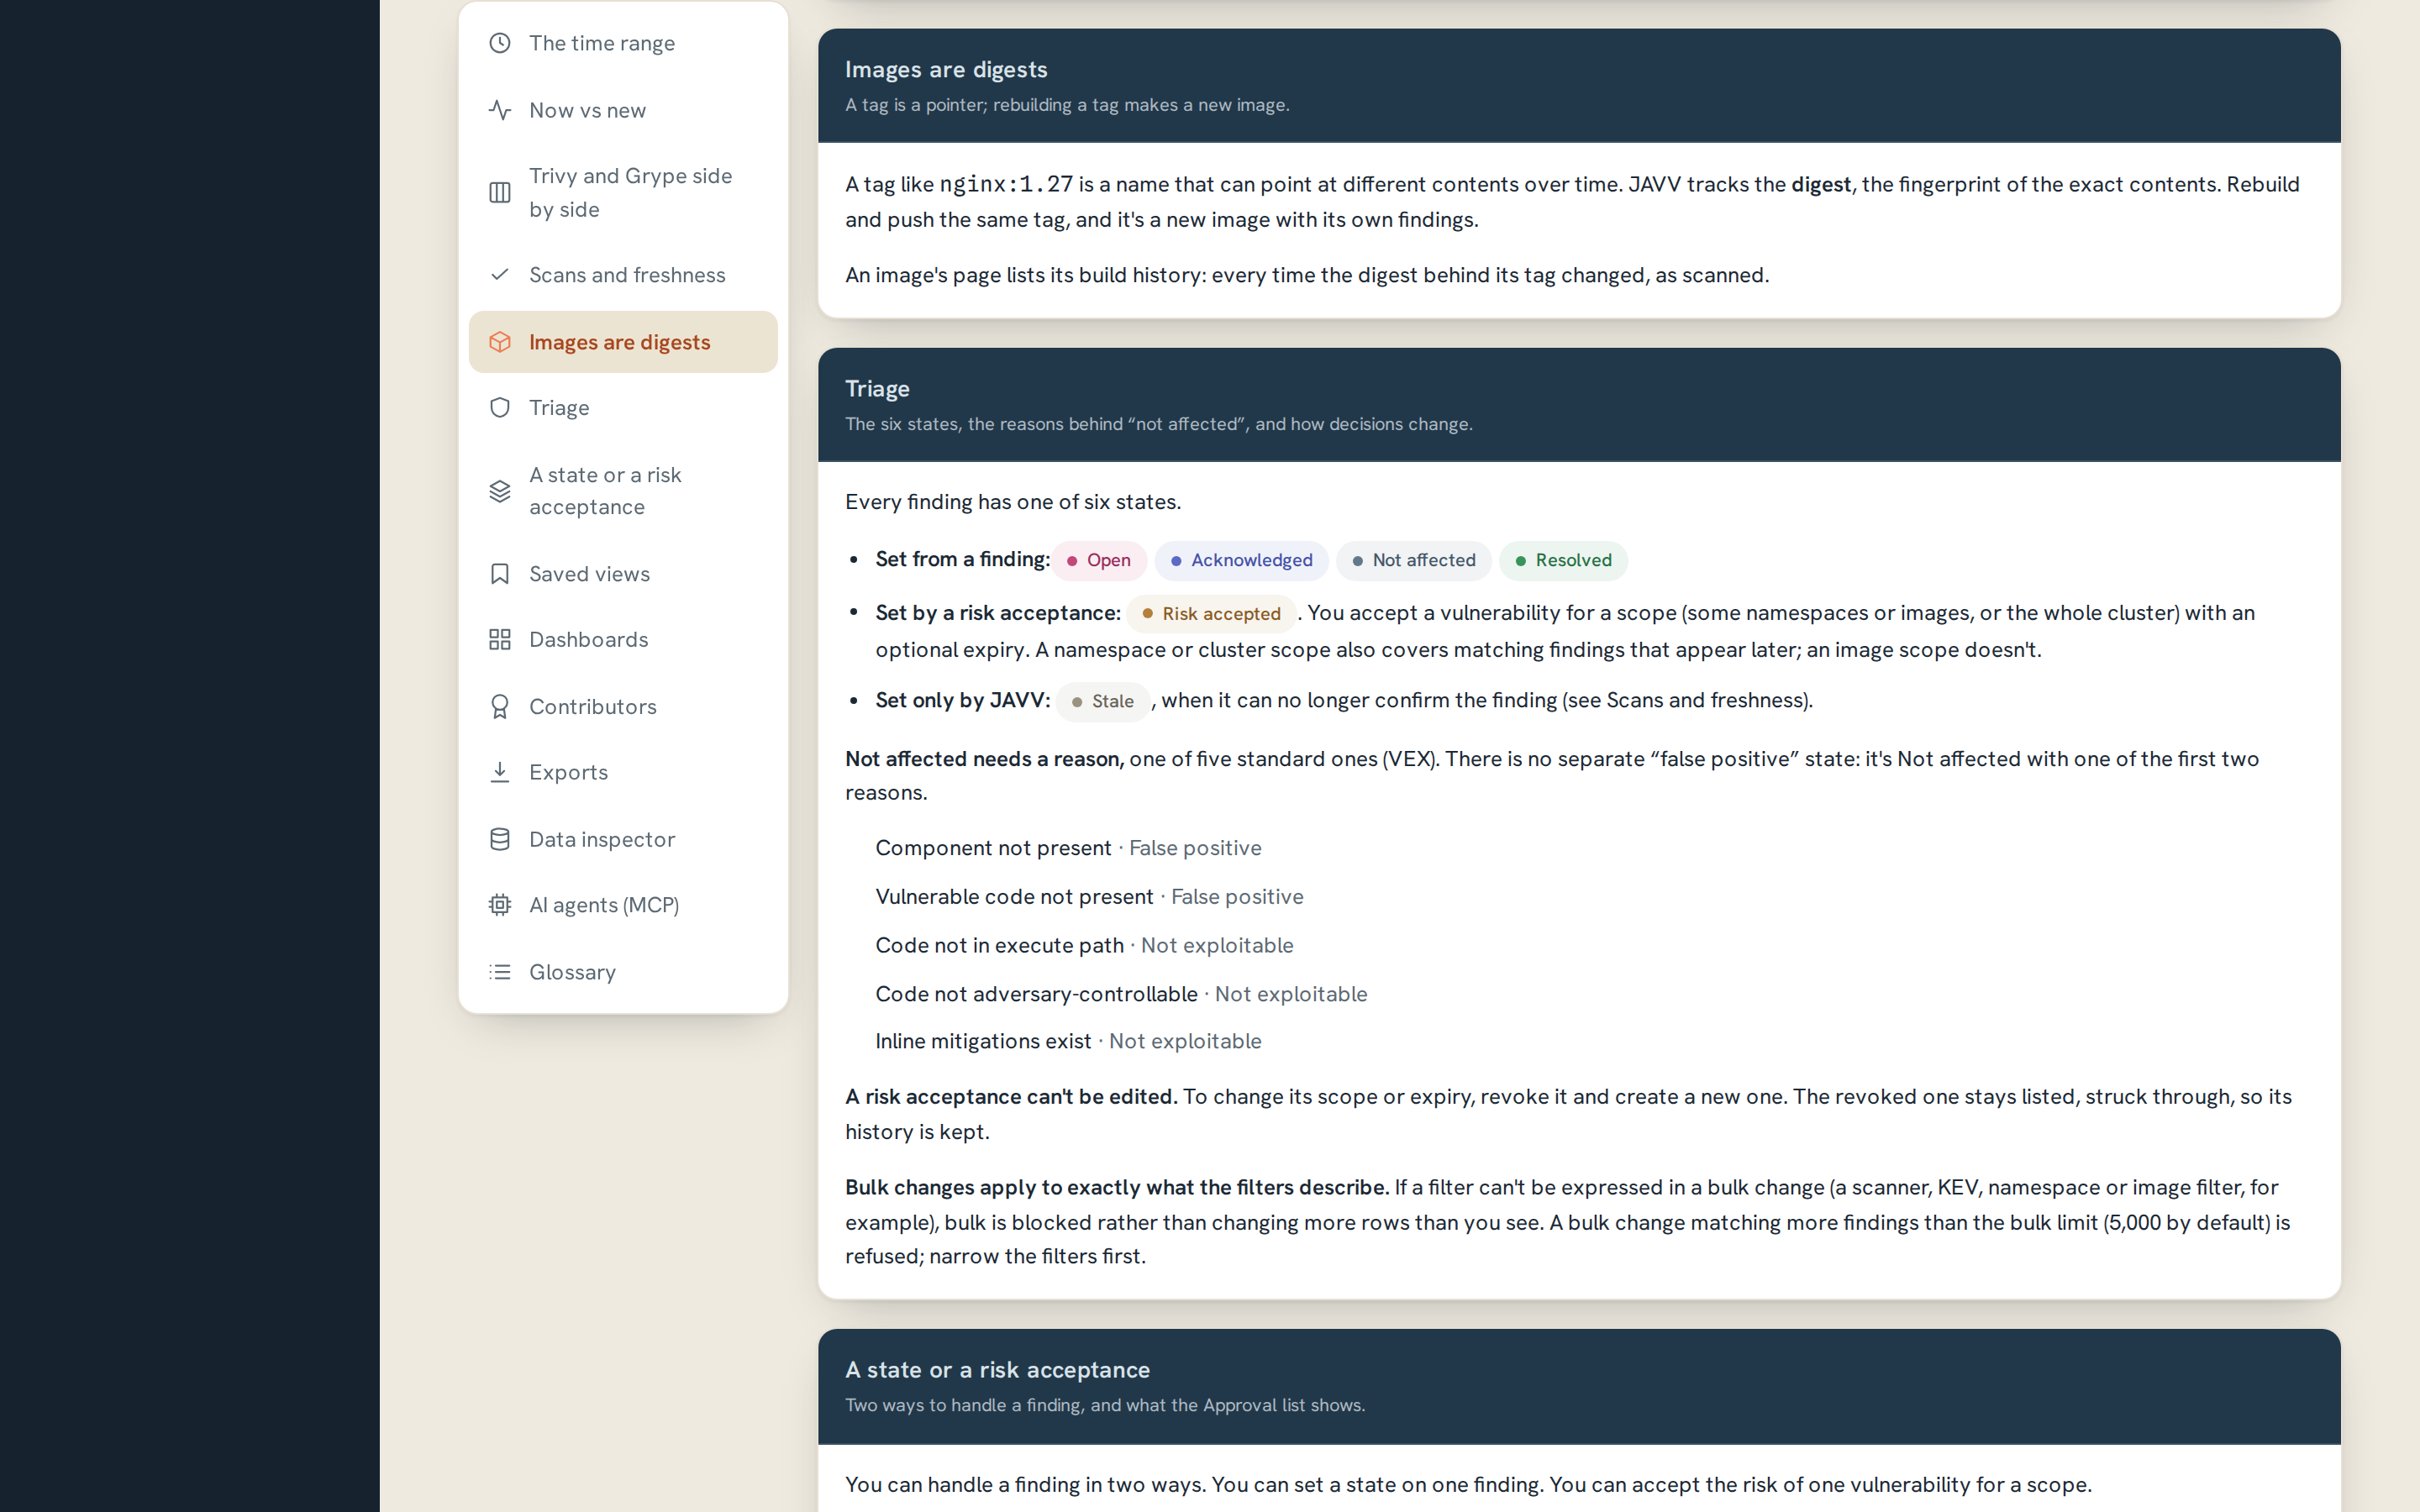 The time range
Now vs new
Trivy and Grype side
by side
Scans and freshness
Images are digests
Triage
A state or a risk
acceptance
Saved views
Dashboards
Contributors
Exports
Data inspector
AI agents (MCP)
Glossary
Images are digests
A tag is a pointer; rebuilding a tag makes a new image.
A tag like nginx:1.27 is a name that can point at different contents over time. JAVV tracks the digest, the fingerprint of the exact contents. Rebuild
and push the same tag, and it's a new image with its own findings.
An image's page lists its build history: every time the digest behind its tag changed, as scanned.
Triage
The six states, the reasons behind “not affected”, and how decisions change.
Every finding has one of six states.
• Set from a finding: Open Acknowledged Not affected Resolved
• Set by a risk acceptance: Risk accepted. You accept a vulnerability for a scope (some namespaces or images, or the whole cluster) with an
optional expiry. A namespace or cluster scope also covers matching findings that appear later; an image scope doesn't.
• Set only by JAVV: Stale, when it can no longer confirm the finding (see Scans and freshness).
Not affected needs a reason, one of five standard ones (VEX). There is no separate “false positive” state: it's Not affected with one of the first two
reasons.
Component not present · False positive
Vulnerable code not present · False positive
Code not in execute path · Not exploitable
Code not adversary-controllable · Not exploitable
Inline mitigations exist · Not exploitable
A risk acceptance can't be edited. To change its scope or expiry, revoke it and create a new one. The revoked one stays listed, struck through, so its
history is kept.
Bulk changes apply to exactly what the filters describe. If a filter can't be expressed in a bulk change (a scanner, KEV, namespace or image filter, for
example), bulk is blocked rather than changing more rows than you see. A bulk change matching more findings than the bulk limit (5,000 by default) is
refused; narrow the filters first.
A state or a risk acceptance
Two ways to handle a finding, and what the Approval list shows.
You can handle a finding in two ways. You can set a state on one finding. You can accept the risk of one vulnerability for a scope.